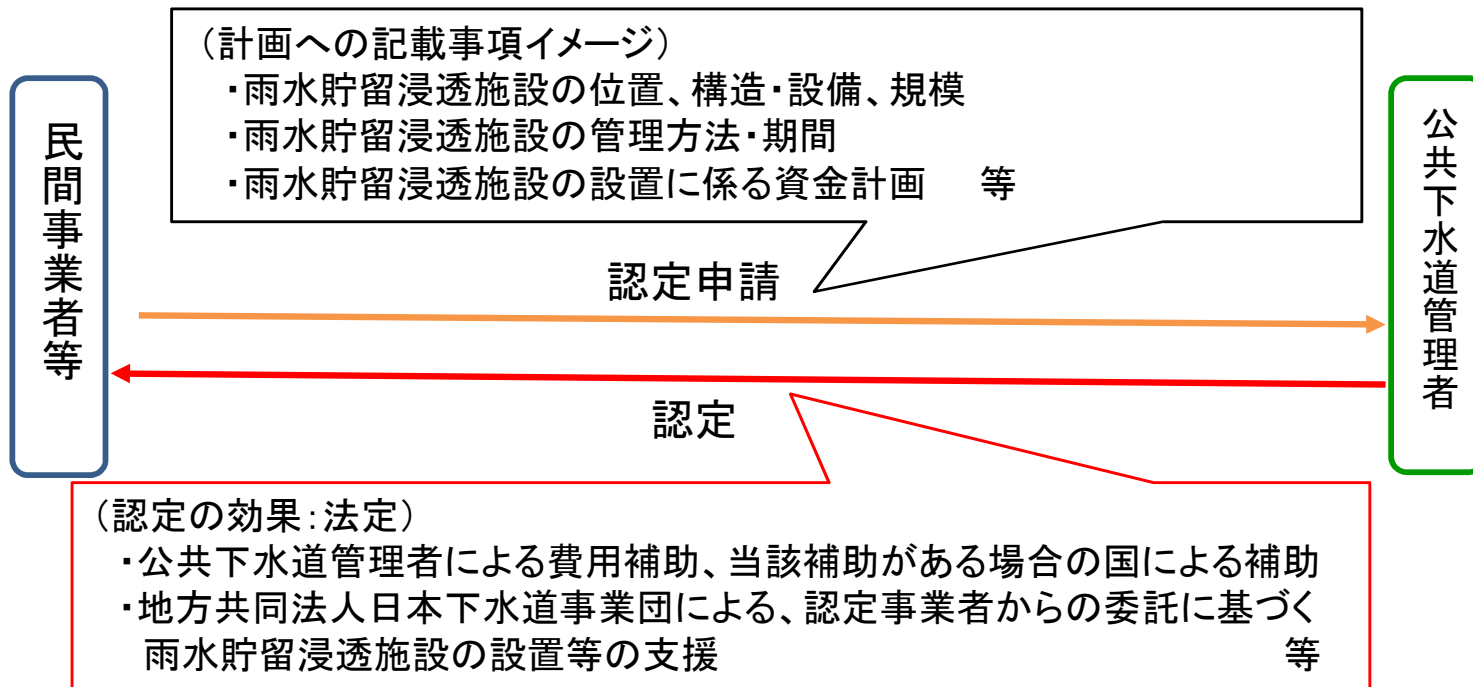 （計画への記載事項イメージ）
・雨水貯留浸透施設の位置、構造・設備、規模
・雨水貯留浸透施設の管理方法・期間
・雨水貯留浸透施設の設置に係る資金計画　等
民間事業者等
公共下水道管理者
認定申請
認定
（認定の効果：法定）
・公共下水道管理者による費用補助、当該補助がある場合の国による補助
・地方共同法人日本下水道事業団による、認定事業者からの委託に基づく
雨水貯留浸透施設の設置等の支援　等